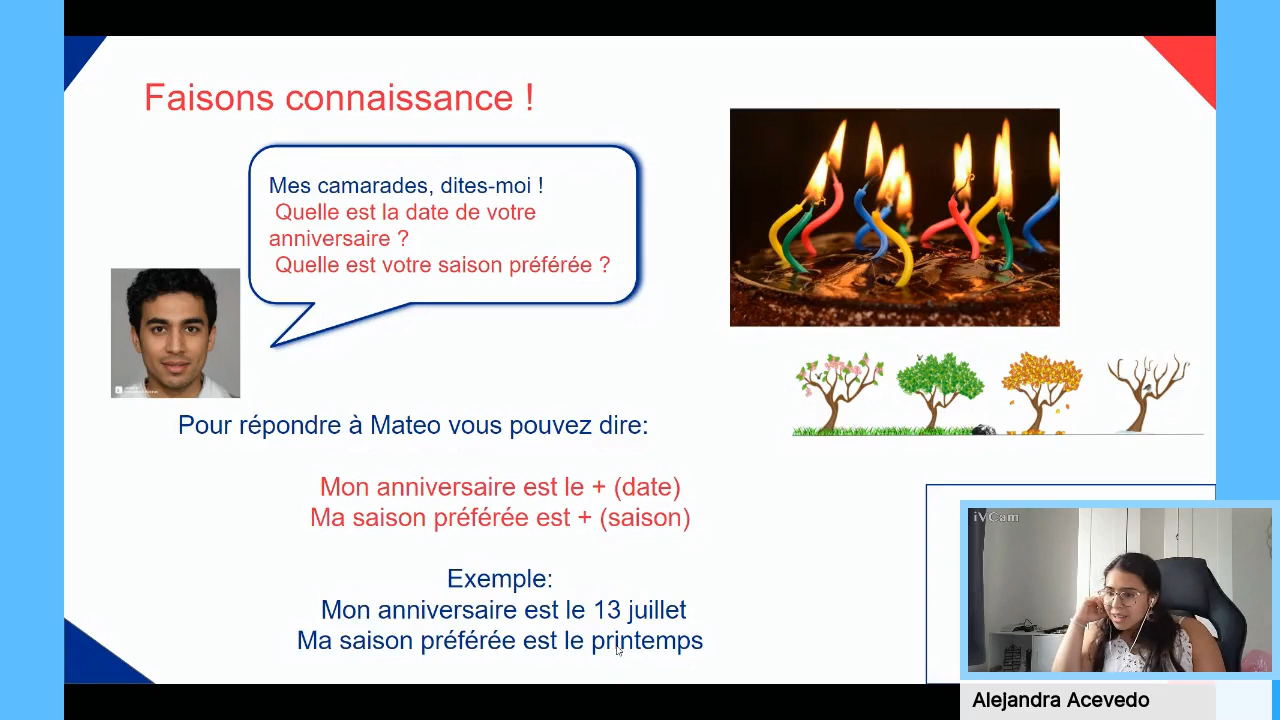 Faisons connaissance !
Mes camarades, dites-moi !
Quelle est la date de votre
anniversaire ?
Quelle est votre saison préférée ?
Pour répondre à Mateo vous pouvez dire:
Mon anniversaire est le + (date)
Ma saison préférée est + (saison)
Exemple:
Mon anniversaire est le 13 juillet
Ma saison préférée est le printemps
iVCam
Alejandra Acevedo